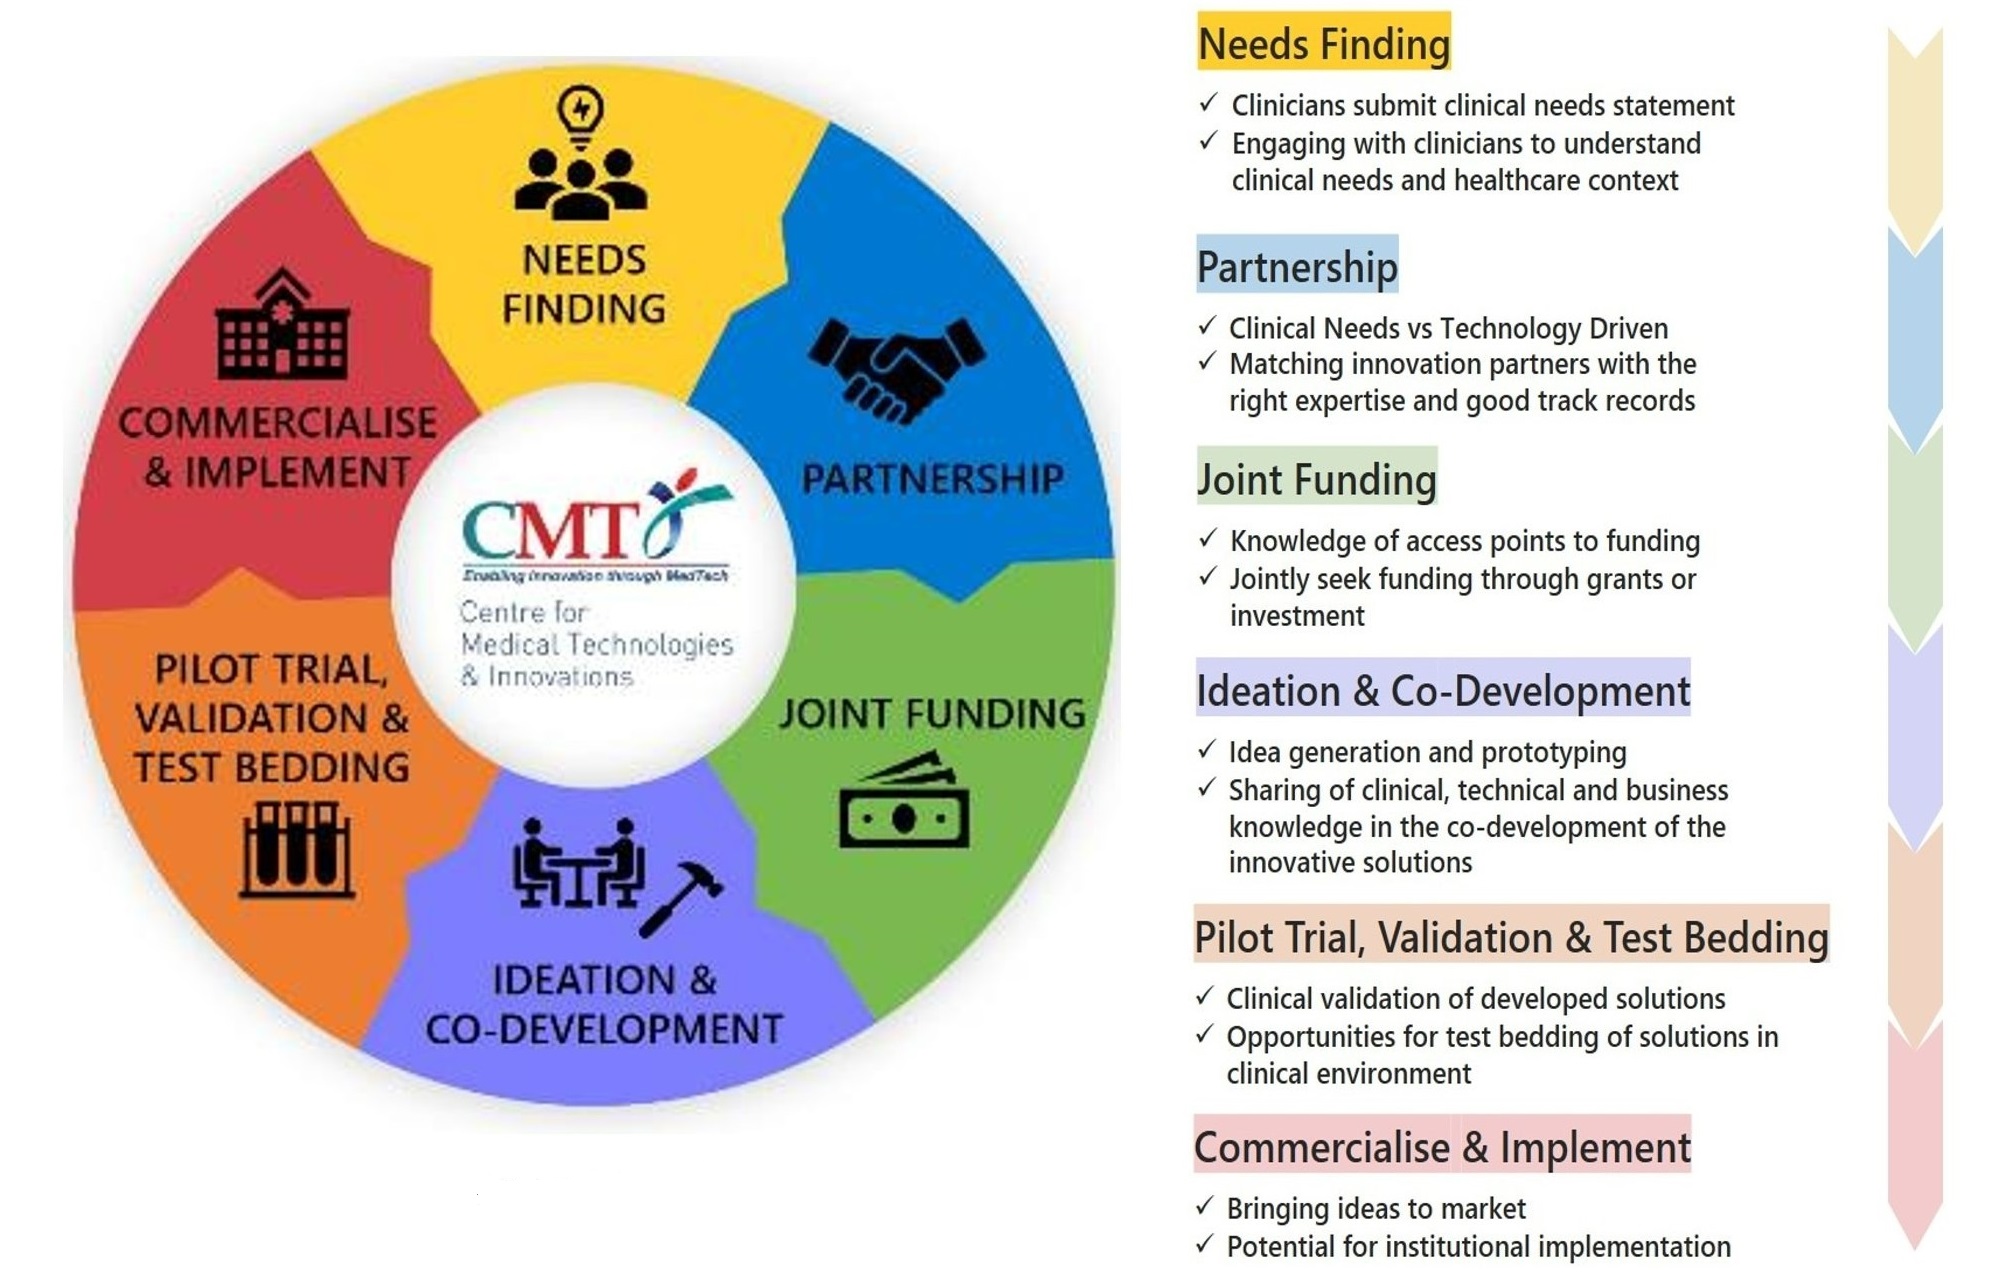 NEEDS
FINDING
PARTNERSHIP
JOINT FUNDING
IDEATION &
CO-DEVELOPMENT
PILOT TRIAL,
VALIDATION &
TEST BEDDING
COMMERCIALISE
& IMPLEMENT
CMTi
Enabling Innovation through MedTech
Centre for
Medical Technologies
& Innovations
Needs Finding
✓ Clinicians submit clinical needs statement
✓ Engaging with clinicians to understand
clinical needs and healthcare context
Partnership
✓ Clinical Needs vs Technology Driven
✓ Matching innovation partners with the
right expertise and good track records
Joint Funding
✓ Knowledge of access points to funding
✓ Jointly seek funding through grants or
investment
Ideation & Co-Development
✓ Idea generation and prototyping
✓ Sharing of clinical, technical and business
knowledge in the co-development of the
innovative solutions
Pilot Trial, Validation & Test Bedding
✓ Clinical validation of developed solutions
✓ Opportunities for test bedding of solutions in
clinical environment
Commercialise & Implement
✓ Bringing ideas to market
✓ Potential for institutional implementation